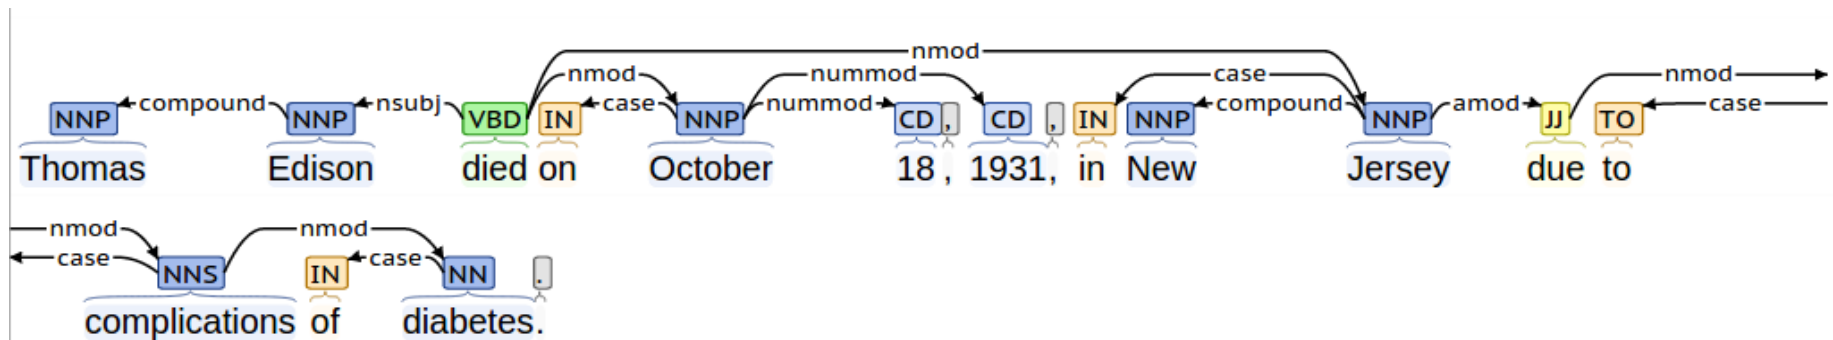 nmod
nmod nummod case nmod
compound nsubj case nummod compound amod case
NNP NNP VBD IN NNP CD , CD , IN NNP NNP JJ TO
Thomas Edison died on October 18 , 1931, in New Jersey due to
nmod nmod
case case
NNS IN NN .
complications of diabetes.